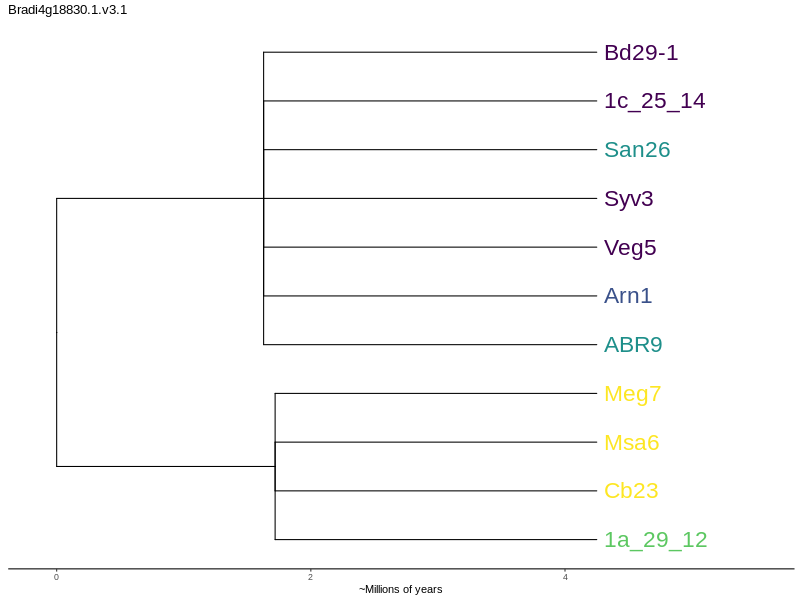 Bradi4g18830.1.v3.1
Bd29-1
1c_25_14
San26
Syv3
Veg5
Arn1
ABR9
Meg7
Msa6
Cb23
1a_29_12
0 2 4
~Millions of years